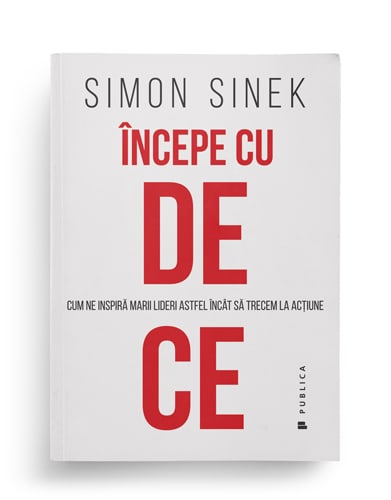 SIMON SINEK
ÎNCEPE CU
DE
CUM NE INSPIRĂ MARII LIDERI ASTFEL ÎNCÂT SĂ TRECEM LA ACȚIUNE
CE
PUBLICA